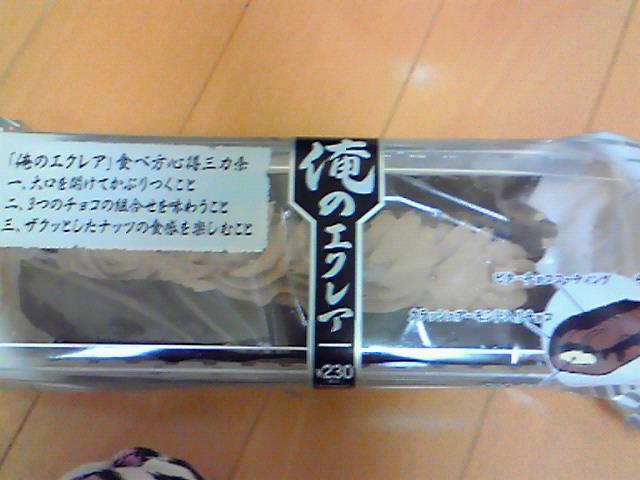 「俺のエクレア」食べ方心得三カ条
一、大口を開けてかぶりつくこと
二、3つのチョコの組合せを味わうこと
三、ザクッとしたナッツの食感を楽しむこと
俺のエクレア
¥230